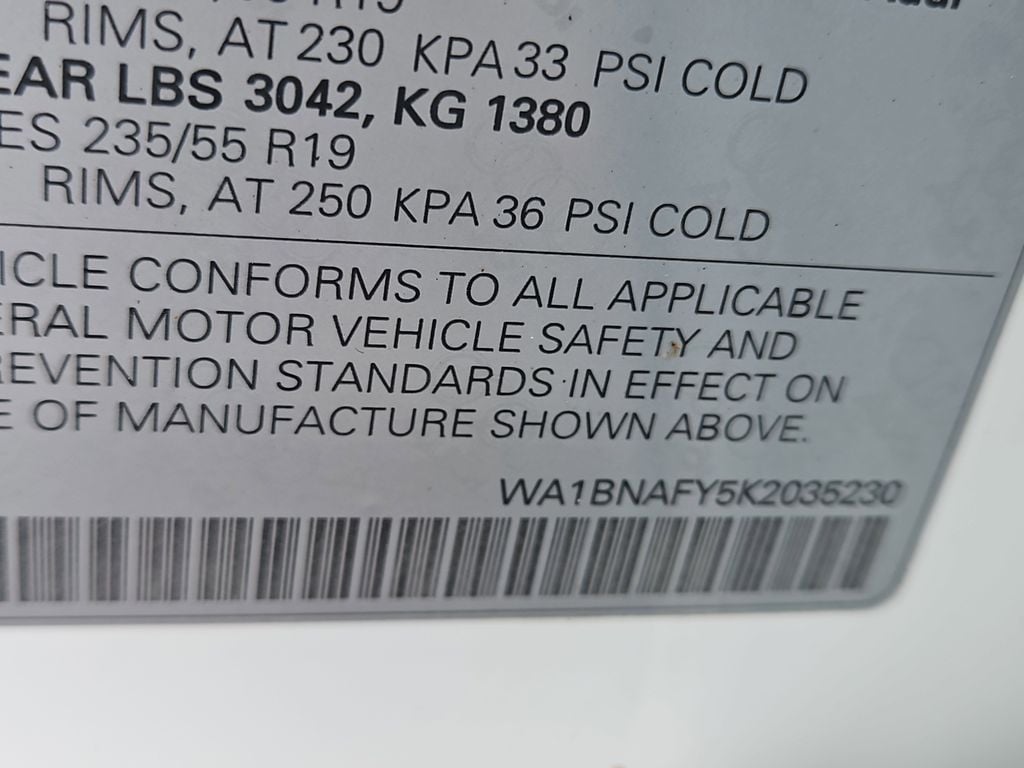 RIMS, AT 230 KPA 33 PSI COLD
EAR LBS 3042, KG 1380
ES 235/55 R19
RIMS, AT 250 KPA 36 PSI COLD
ICLE CONFORMS TO ALL APPLICABLE
ERAL MOTOR VEHICLE SAFETY AND
REVENTION STANDARDS IN EFFECT ON
E OF MANUFACTURE SHOWN ABOVE.
WA1BNAFY5K2035230